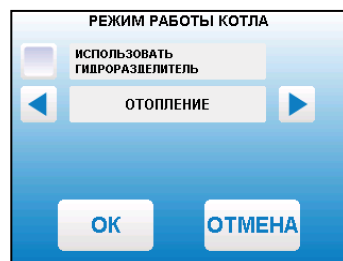 РЕЖИМ РАБОТЫ КОТЛА
ИСПОЛЬЗОВАТЬ
ГИДРОРАЗДЕЛИТЕЛЬ
ОТОПЛЕНИЕ
ОК
ОТМЕНА